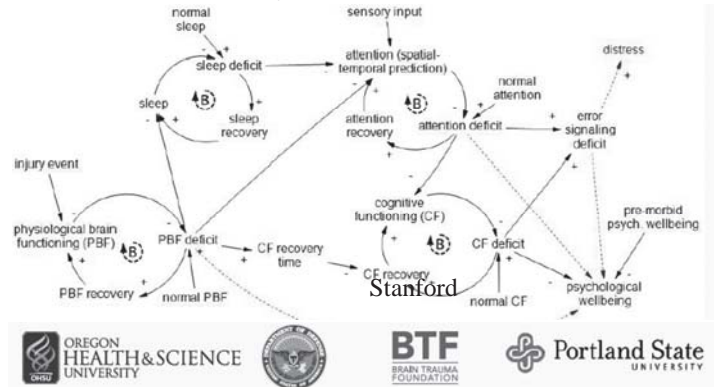 normal
sleep
sensory input
sleep deficit
attention (spatial-
temporal prediction)
distress
sleep
B
B
normal
attention
sleep
recovery
attention
recovery
attention deficit
error
signaling
deficit
injury event
cognitive
functioning (CF)
pre-morbid
psych. wellbeing
physiological brain
functioning (PBF)
B
PBF deficit
CF recovery
time
B
CF deficit
CF recovery
Stanford
PBF recovery
normal PBF
normal CF
psychological
wellbeing
OHSU
OREGON
HEALTH&SCIENCE
UNIVERSITY
BTF
BRAIN TRAUMA
FOUNDATION
Portland State
UNIVERSITY